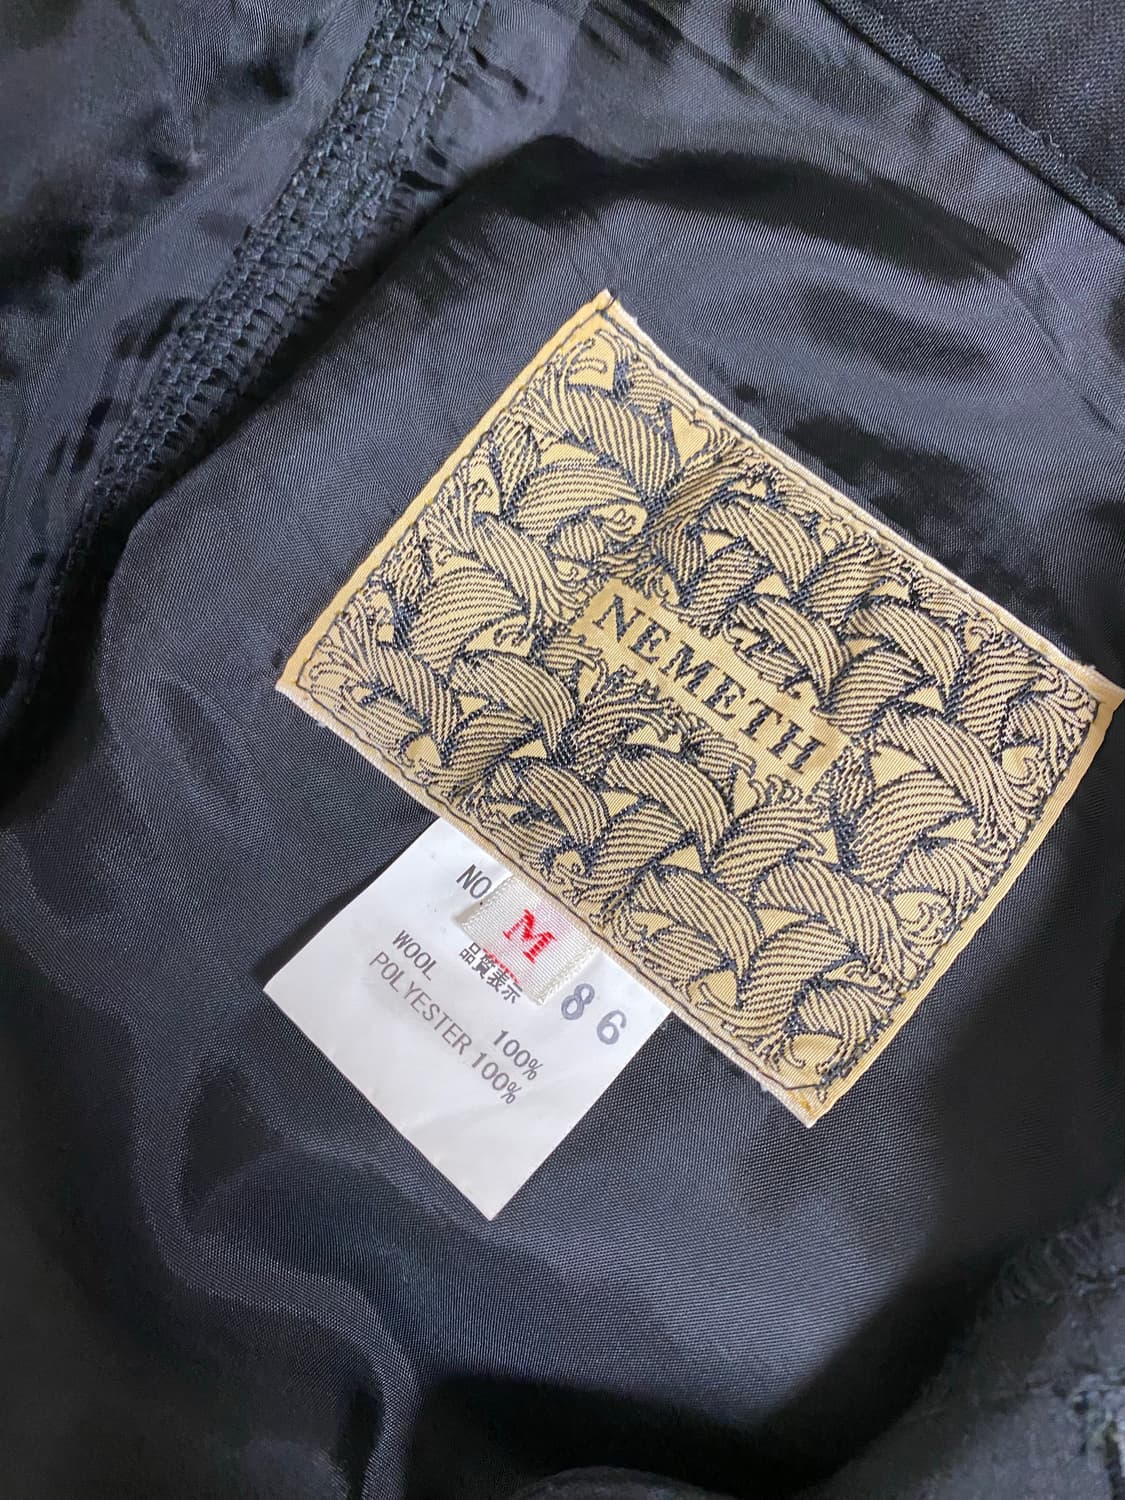 NEMETH
NO.
M
品質表示
86
WOOL 100%
POLYESTER 100%